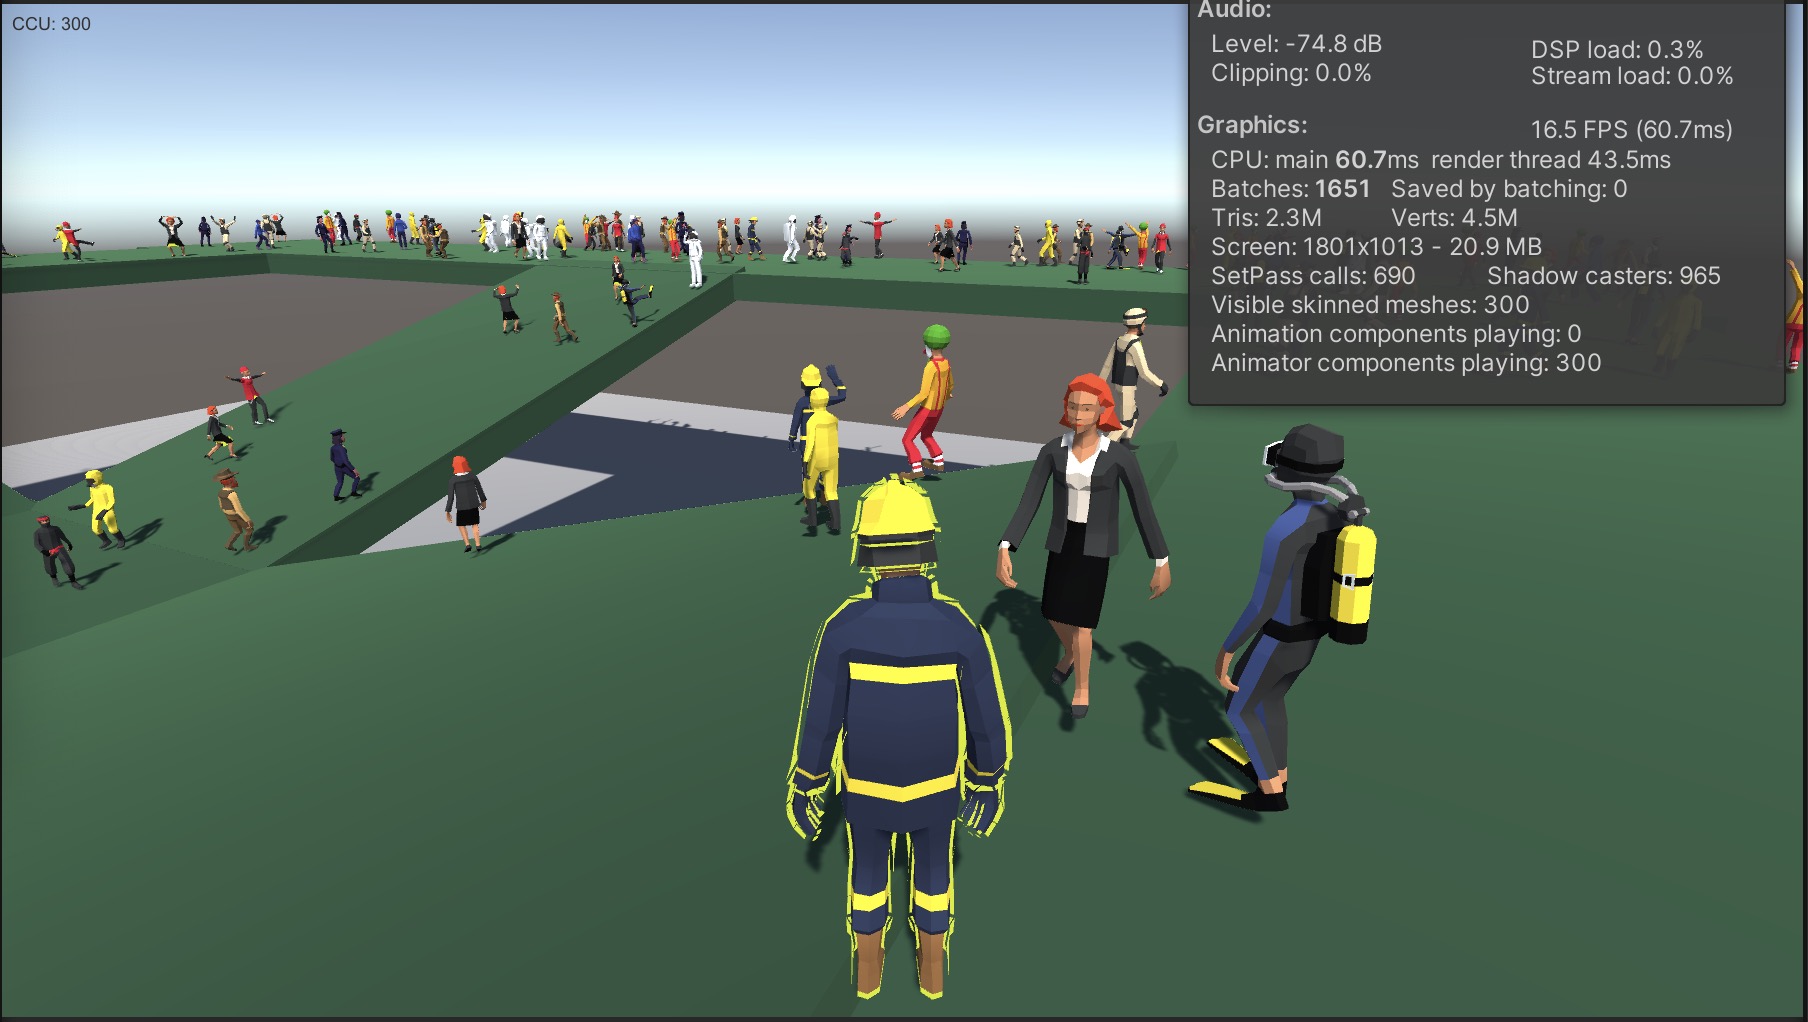 CCU: 300
Audio:
Level: -74.8 dB
DSP load: 0.3%
Clipping: 0.0%
Stream load: 0.0%
Graphics:
16.5 FPS (60.7ms)
CPU: main 60.7ms render thread 43.5ms
Batches: 1651 Saved by batching: 0
Tris: 2.3M Verts: 4.5M
Screen: 1801x1013 - 20.9 MB
SetPass calls: 690 Shadow casters: 965
Visible skinned meshes: 300
Animation components playing: 0
Animator components playing: 300